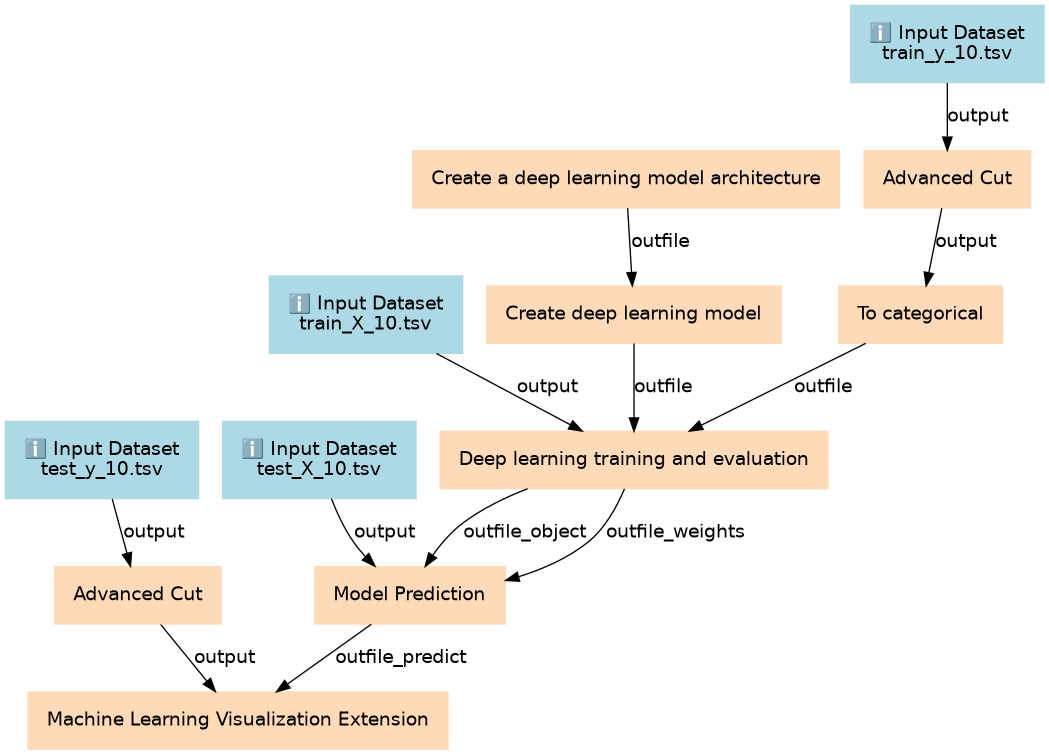 ℹ️ Input Dataset
train_y_10.tsv
output
Create a deep learning model architecture
Advanced Cut
outfile
output
ℹ️ Input Dataset
train_X_10.tsv
Create deep learning model
To categorical
output
outfile
outfile
ℹ️ Input Dataset
test_y_10.tsv
ℹ️ Input Dataset
test_X_10.tsv
Deep learning training and evaluation
output
output
outfile_object
outfile_weights
Advanced Cut
Model Prediction
output
outfile_predict
Machine Learning Visualization Extension